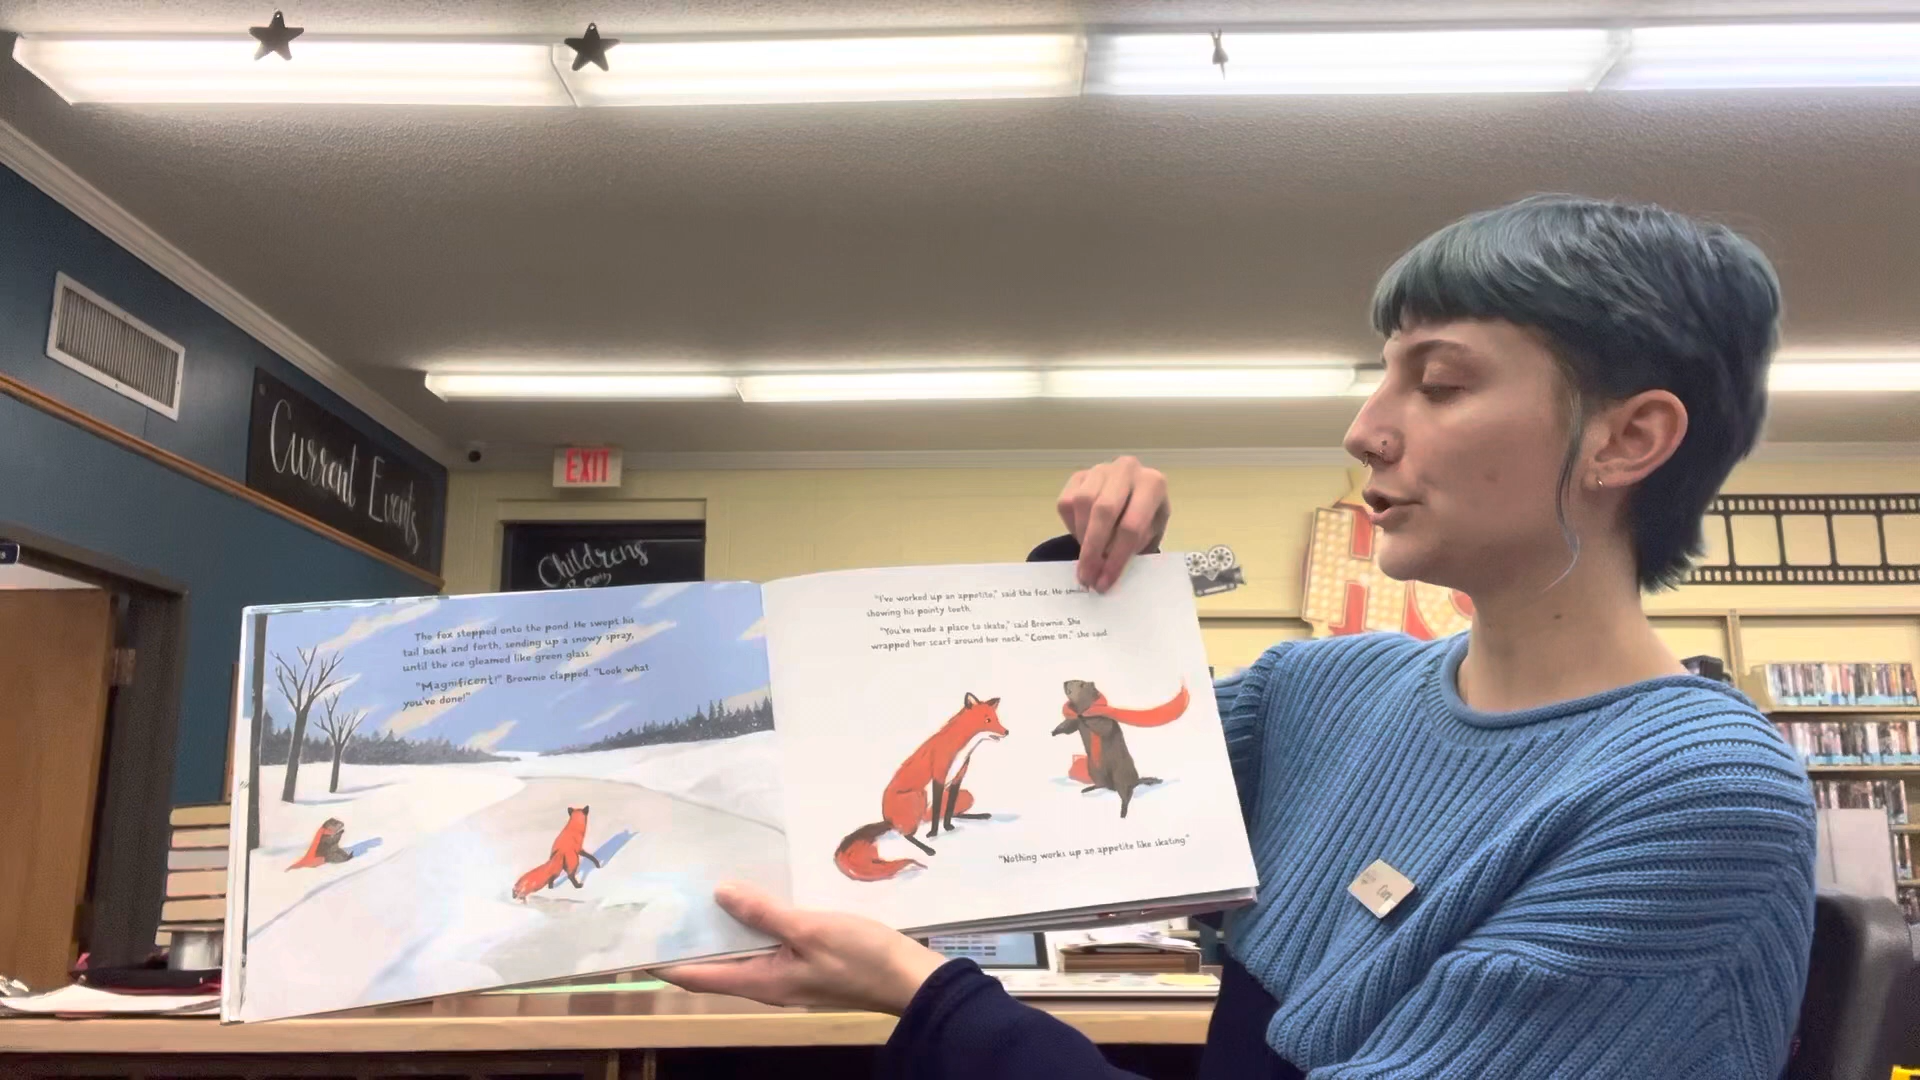 EXIT
Current Events
Childrens
Room
The fox stepped onto the pond. He swept his
tail back and forth, sending up a snowy spray,
until the ice gleamed like green glass.
"Magnificent!" Brownie clapped. "Look what
you've done!"
"I've worked up an appetite," said the fox. He smiled
showing his pointy teeth.
"You've made a place to skate," said Brownie. She
wrapped her scarf around her neck. "Come on," she said
"Nothing works up an appetite like skating"